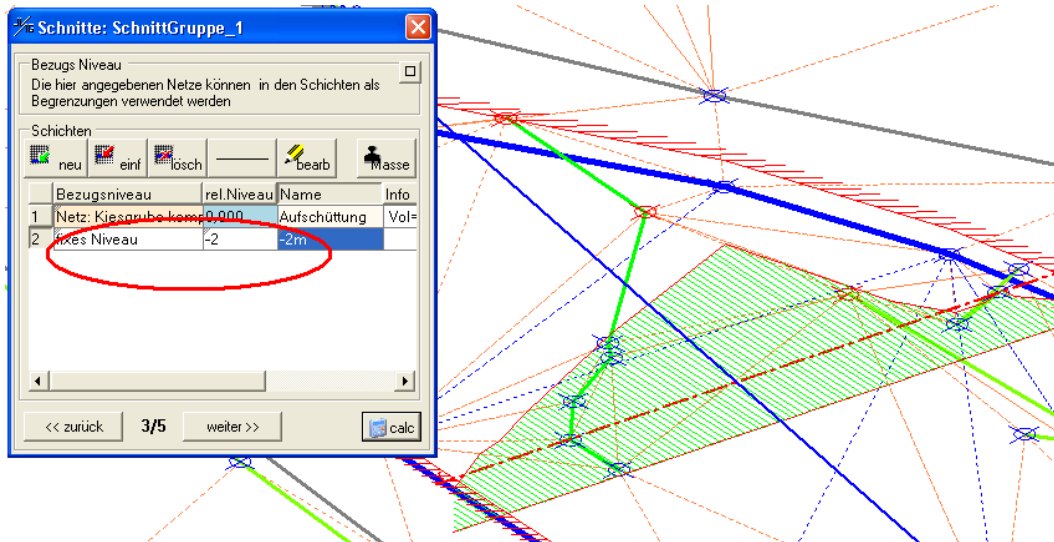 Schnitte: SchnittGruppe_1
Bezugs Niveau
Die hier angegebenen Netze können in den Schichten als
Begrenzungen verwendet werden
Schichten
neu einf lösch bearb Masse
Bezugsniveau rel.Niveau Name Info
1 Netz: Kiesgrube komp 0,000 Aufschüttung Vol=
2 fixes Niveau -2 -2m
<< zurück 3/5 weiter >> calc